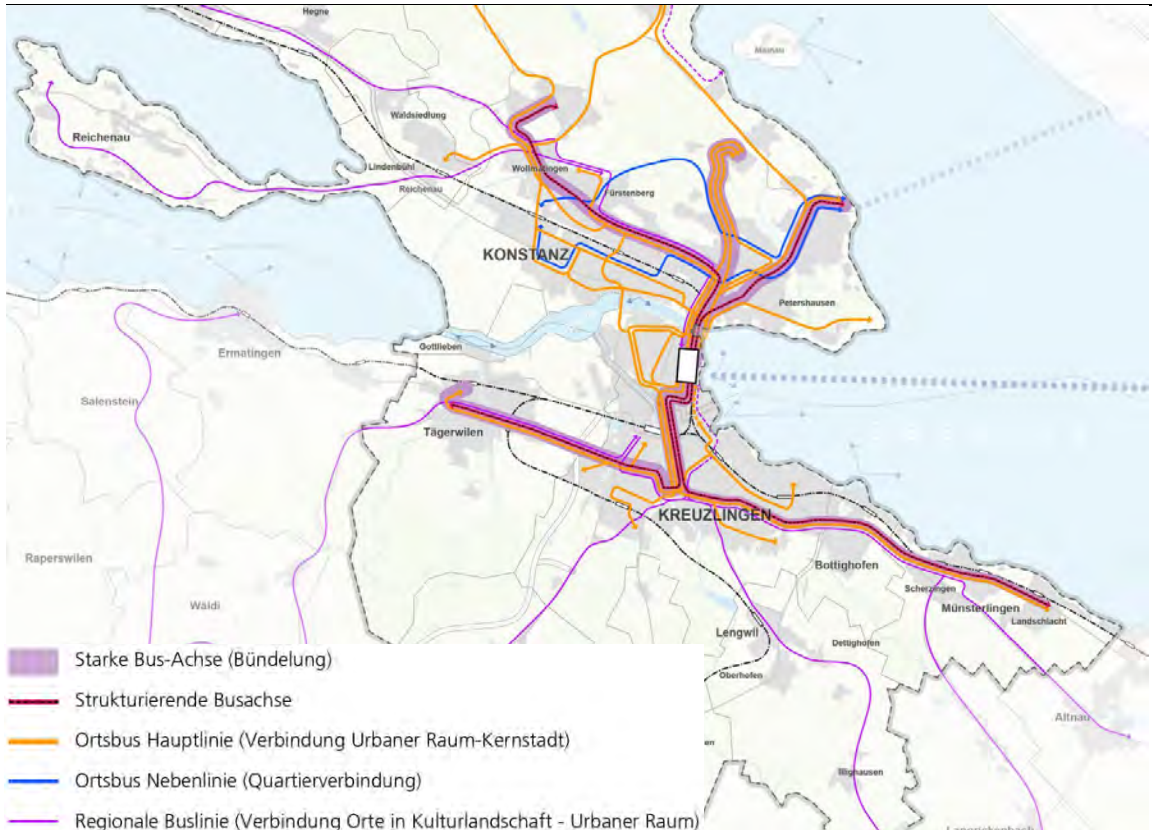 Hegne
Mainau
Waldsiedlung
Reichenau
Lindenbühl
Wollmatingen
Reichenau
Fürstenberg
KONSTANZ
Petershausen
Gottlieben
Ermatingen
Salenstein
Tägerwilen
KREUZLINGEN
Raperswilen
Bottighofen
Scherzingen
Wäldi
Münsterlingen
Landschlacht
Lengwil
Dettighofen
Oberhofen
Altnau
Illighausen
Starke Bus-Achse (Bündelung)
Strukturierende Busachse
Ortsbus Hauptlinie (Verbindung Urbaner Raum-Kernstadt)
Ortsbus Nebenlinie (Quartierverbindung)
Regionale Buslinie (Verbindung Orte in Kulturlandschaft - Urbaner Raum)